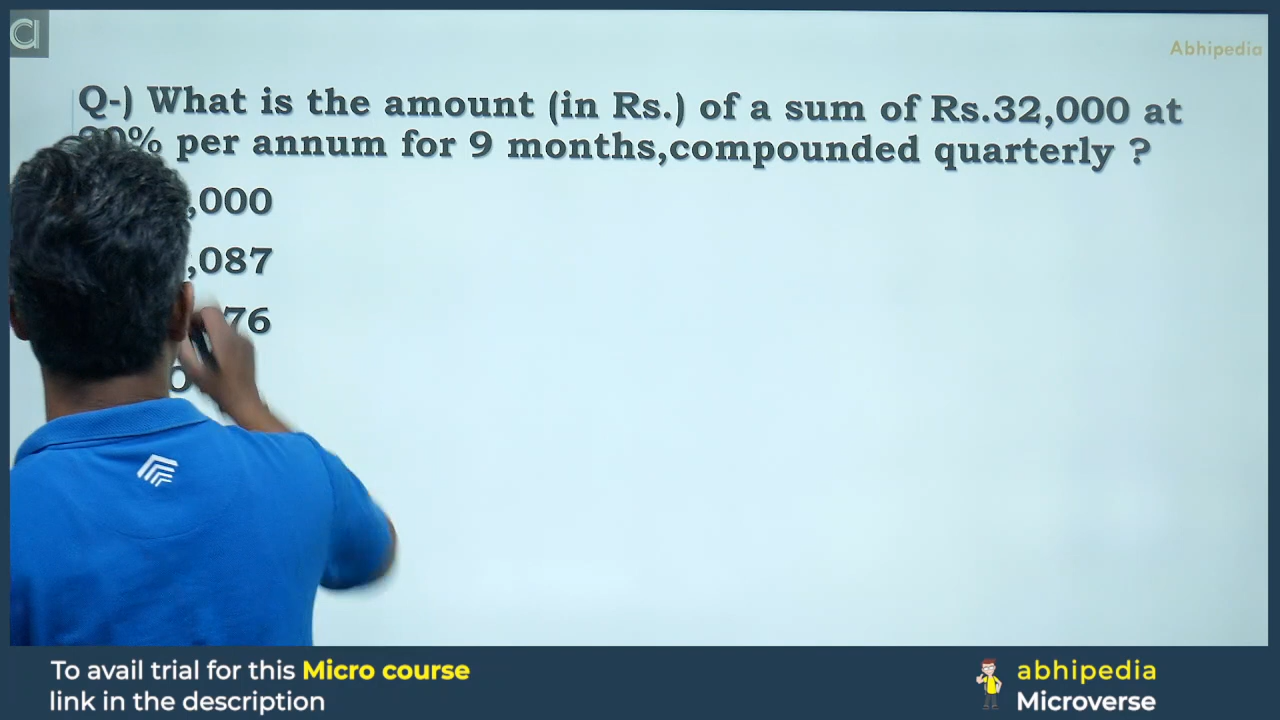 a
Abhipedia
Q-) What is the amount (in Rs.) of a sum of Rs.32,000 at
% per annum for 9 months,compounded quarterly ?
,000
,087
76
To avail trial for this Micro course
link in the description
abhipedia
Microverse